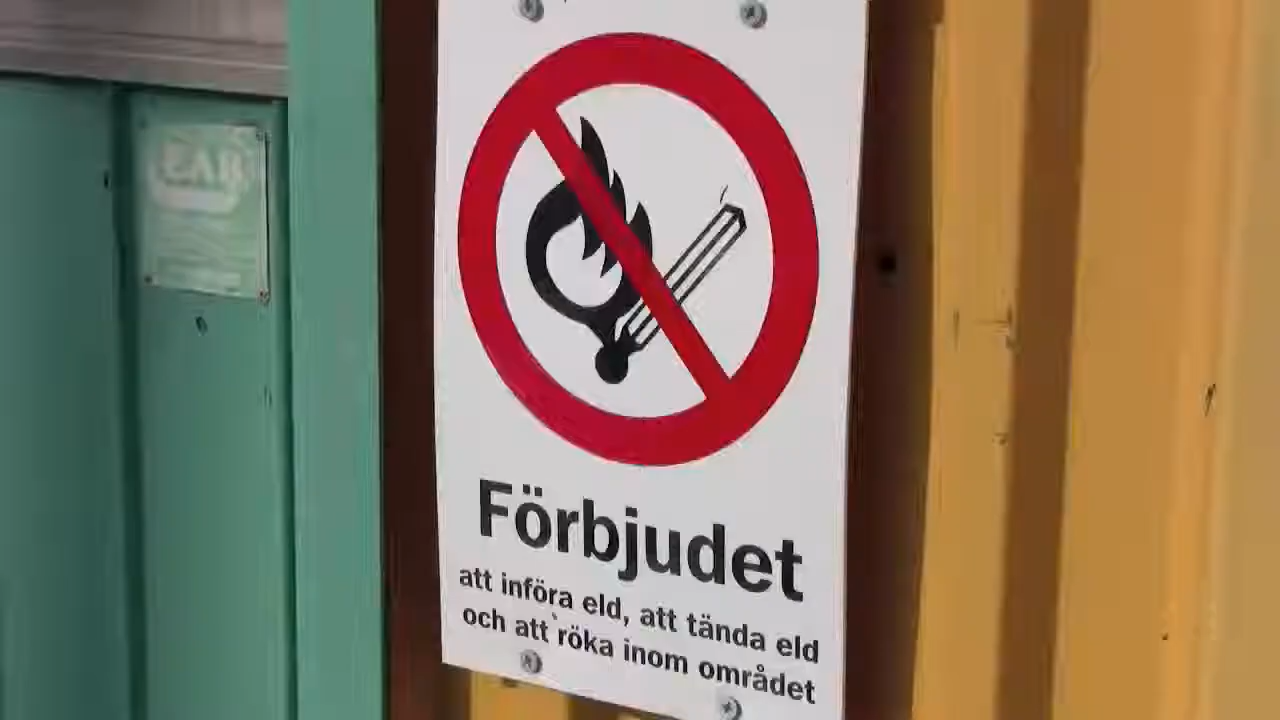 Förbjudet
att införa eld, att tända eld
och att röka inom området